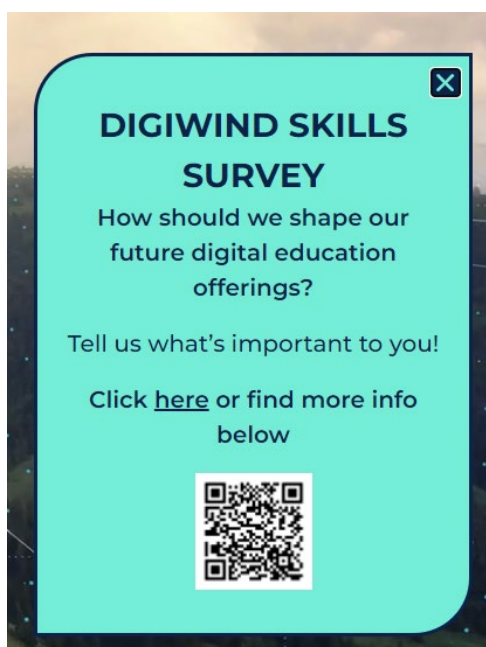 DIGIWIND SKILLS
SURVEY
How should we shape our
future digital education
offerings?
Tell us what’s important to you!
Click here or find more info
below